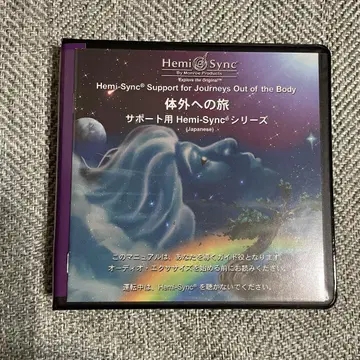 Hemi Sync®
By Monroe Products
"Explore the Original"™
Hemi-Sync® Support for Journeys Out of the Body
体外への旅
サポート用 Hemi-Sync® シリーズ
(Japanese)
このマニュアルは、あなたを導くガイド役となります。
オーディオ・エクササイズを始める前にお読みください。
運転中は、Hemi-Sync® を聴かないでください。